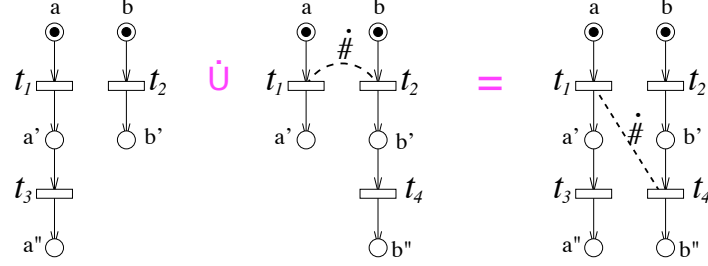 a b a b a b
#̇
t₁ t₂ U̇ t₁ t₂ = t₁ t₂
a' b' a' b' a' #̇ b'
t₃ t₄ t₃ t₄
a" b" a" b"